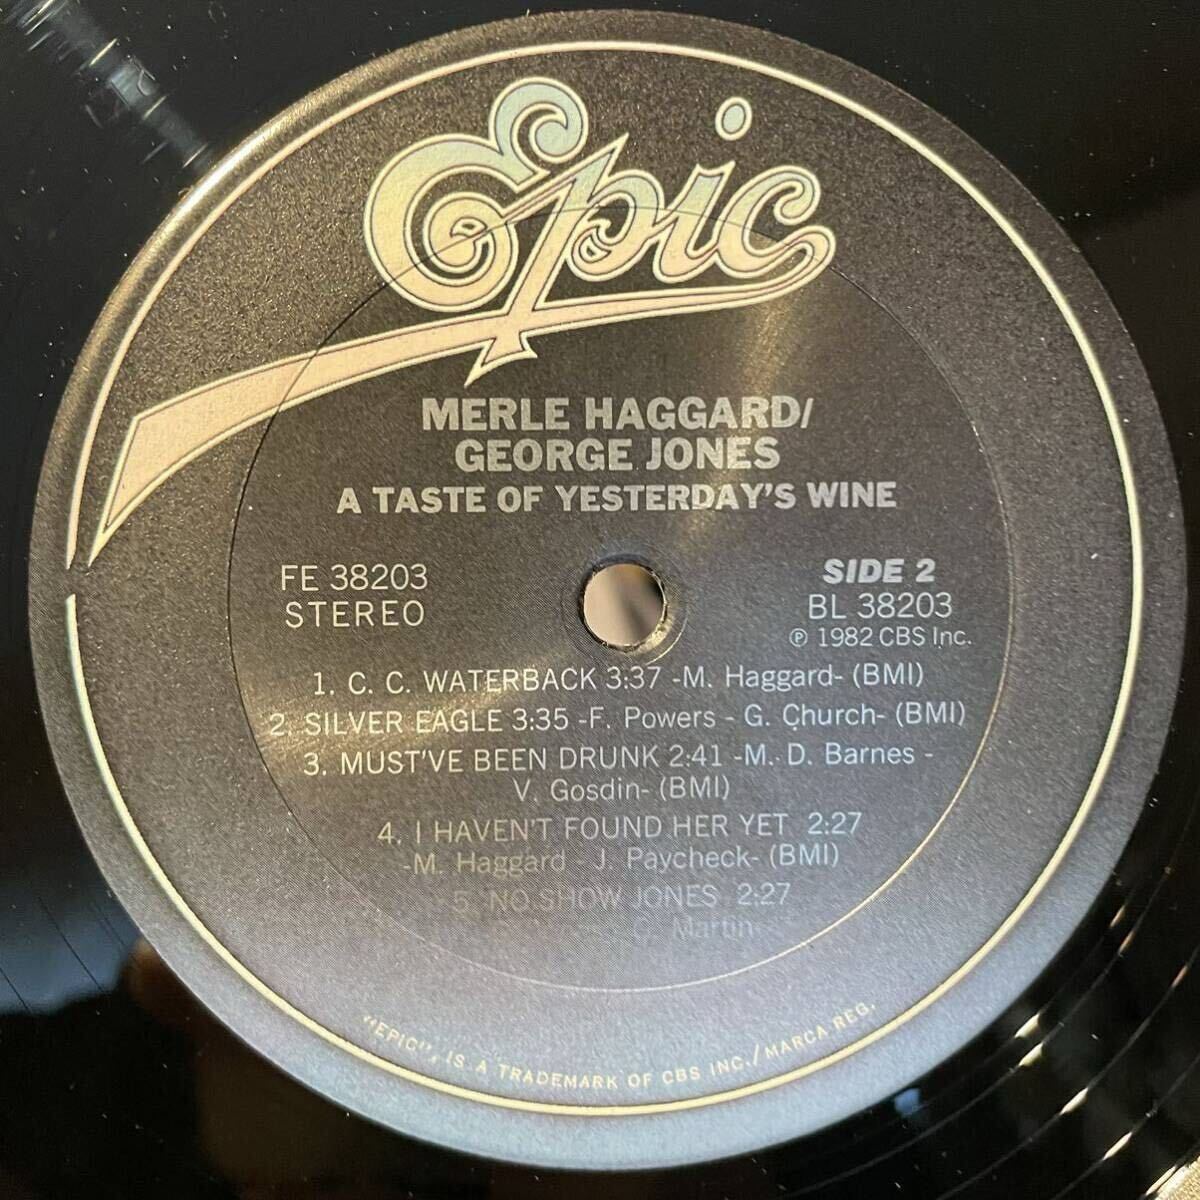 Epic
MERLE HAGGARD/
GEORGE JONES
A TASTE OF YESTERDAY'S WINE
FE 38203
STEREO
SIDE 2
BL 38203
℗ 1982 CBS Inc.
1. C. C. WATERBACK 3:37 -M. Haggard- (BMI)
2. SILVER EAGLE 3:35 -F. Powers - G. Church- (BMI)
3. MUST'VE BEEN DRUNK 2:41 -M. D. Barnes -
V. Gosdin- (BMI)
4. I HAVEN'T FOUND HER YET 2:27
-M. Haggard - J. Paycheck- (BMI)
5. NO SHOW JONES 2:27
G. Martin-
"EPIC", IS A TRADEMARK OF CBS INC./MARCA REG.